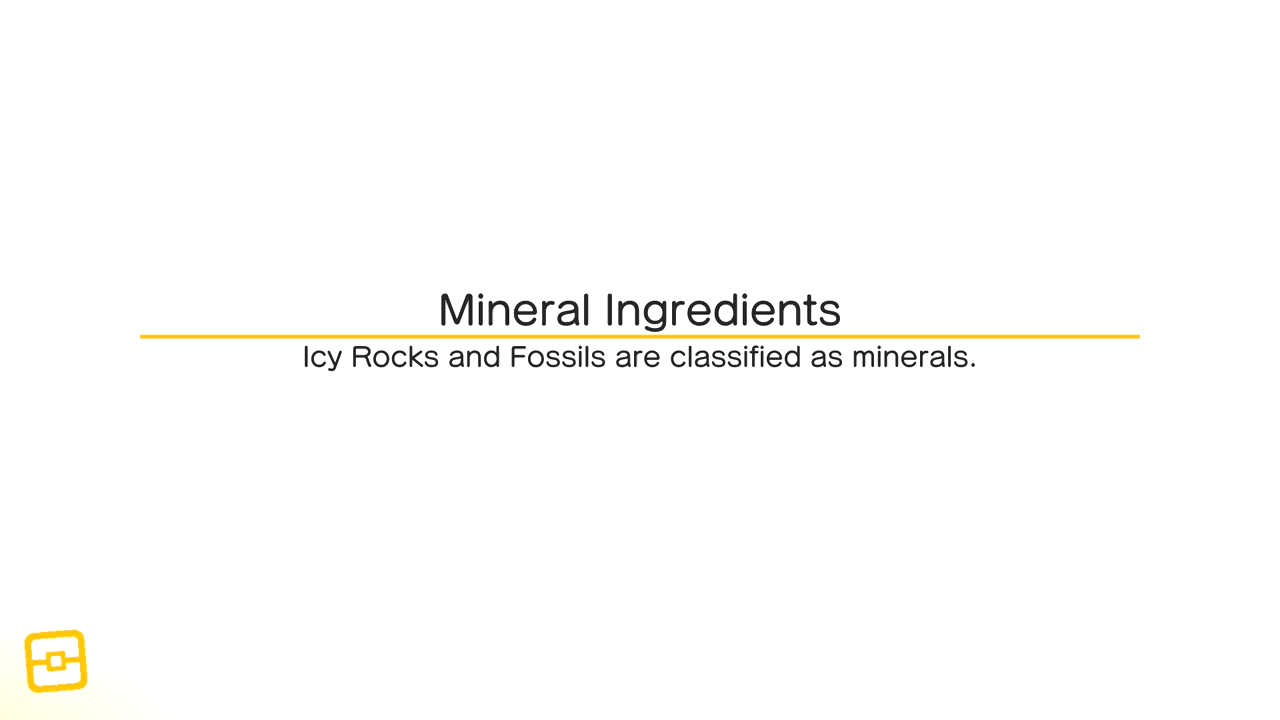 Mineral Ingredients
Icy Rocks and Fossils are classified as minerals.